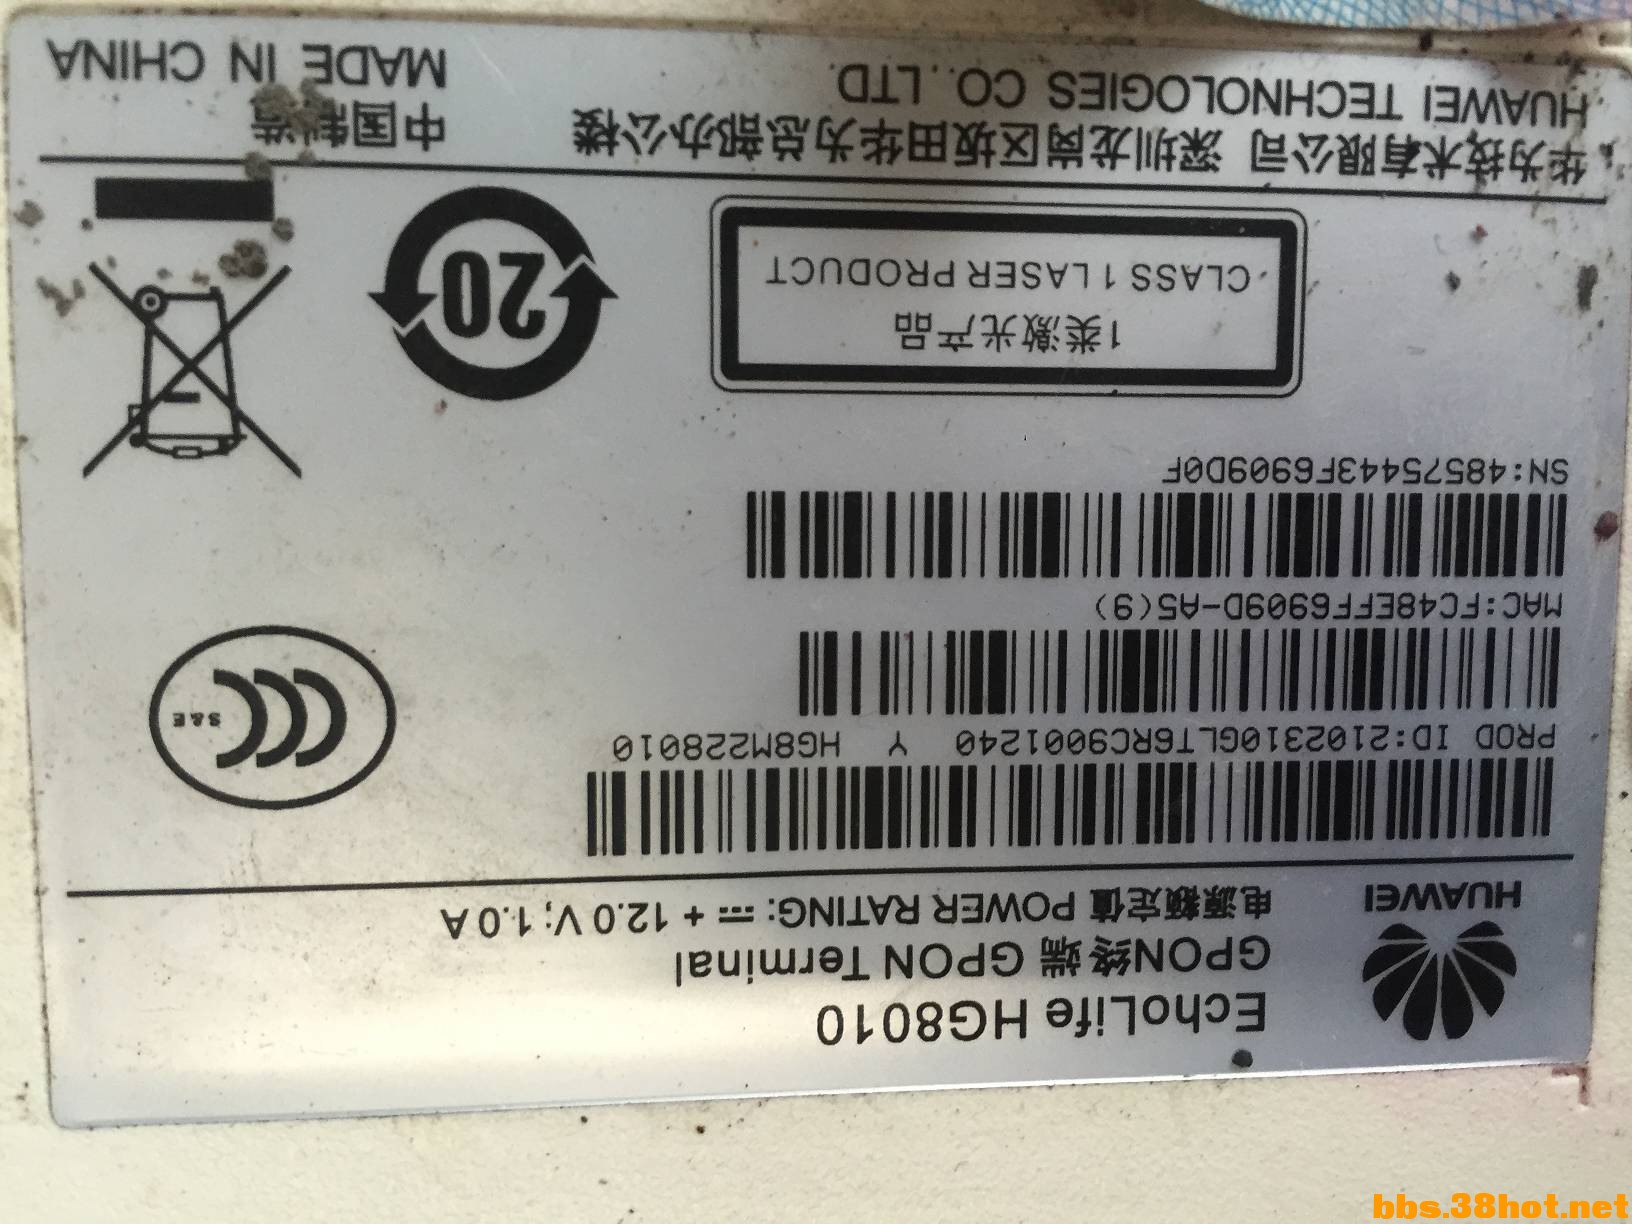 EchoLife HG8010
GPON终端 GPON Terminal
HUAWEI
电源额定值 POWER RATING: ⎓ + 12.0 V; 1.0 A
PROD ID:2102310GLT6RC9001240 Y HG8M228010
MAC:FC48EFF6909D-A5(9)
SN:48575443F6909D0F
S&E
1类激光产品
CLASS 1 LASER PRODUCT
20
华为技术有限公司 深圳龙岗区坂田华为总部办公楼
中国制造
HUAWEI TECHNOLOGIES CO., LTD.
MADE IN CHINA
bbs.38hot.net